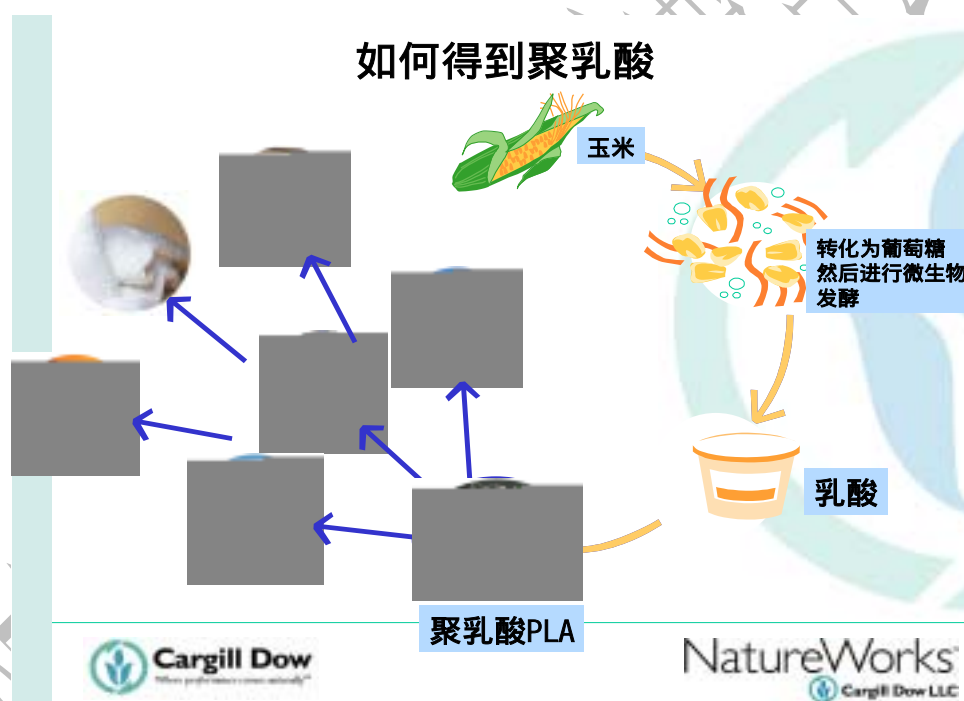 如何得到聚乳酸
玉米
转化为葡萄糖
然后进行微生物
发酵
乳酸
聚乳酸PLA
Cargill Dow
NatureWorks
Cargill Dow LLC